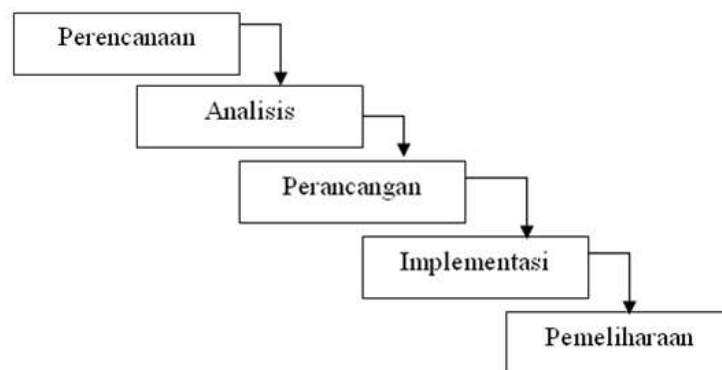 Perencanaan
Analisis
Perancangan
Implementasi
Pemeliharaan